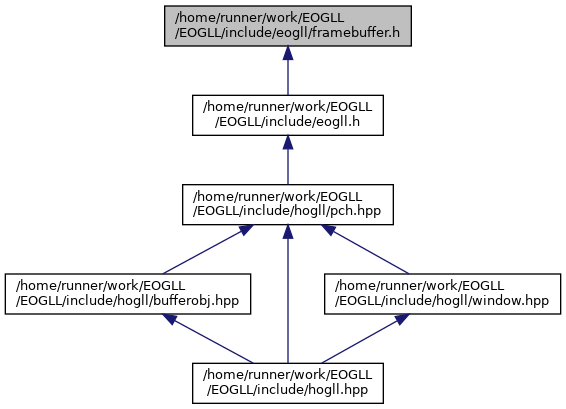 /home/runner/work/EOGLL
/EOGLL/include/eogll/framebuffer.h
/home/runner/work/EOGLL
/EOGLL/include/eogll.h
/home/runner/work/EOGLL
/EOGLL/include/hogll/pch.hpp
/home/runner/work/EOGLL
/EOGLL/include/hogll/bufferobj.hpp
/home/runner/work/EOGLL
/EOGLL/include/hogll/window.hpp
/home/runner/work/EOGLL
/EOGLL/include/hogll.hpp